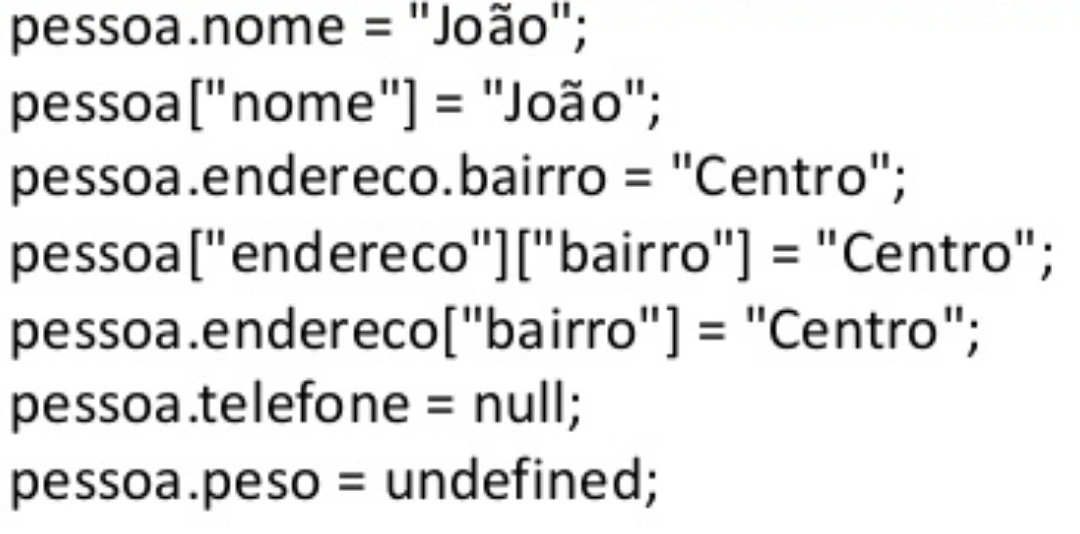 pessoa.nome = "João";
pessoa["nome"] = "João";
pessoa.endereco.bairro = "Centro";
pessoa["endereco"]["bairro"] = "Centro";
pessoa.endereco["bairro"] = "Centro";
pessoa.telefone = null;
pessoa.peso = undefined;